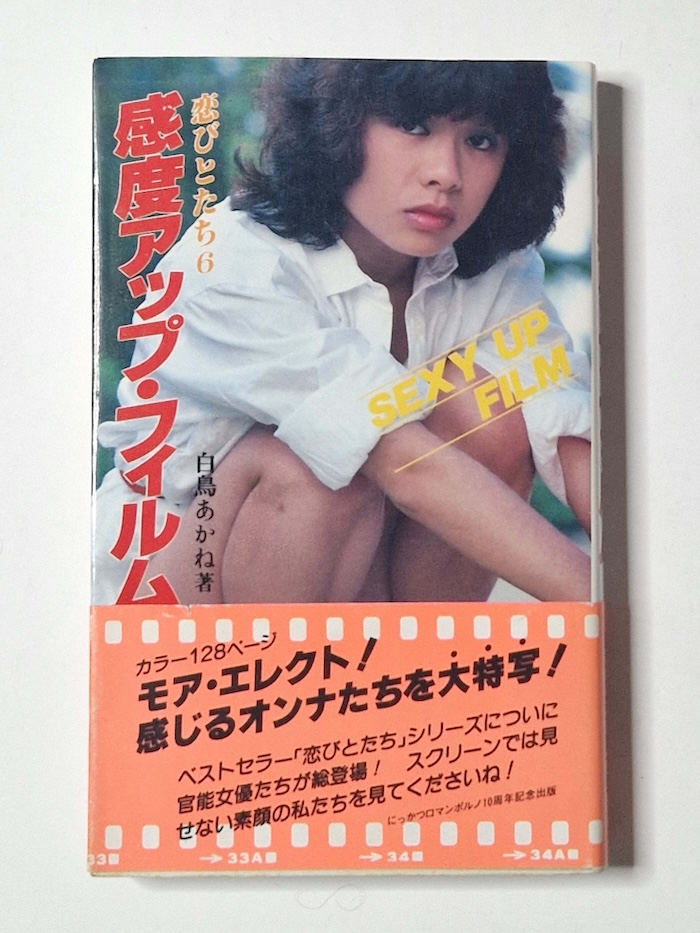 恋びとたち6
感度アップ・フィルム
白鳥あかね著
SEXY UP
FILM
カラー128ページ
モア・エレクト!
感じるオンナたちを大特写!
ベストセラー「恋びとたち」シリーズについに
官能女優たちが総登場! スクリーンでは見
せない素顔の私たちを見てくださいね!
にっかつロマンポルノ10周年記念出版
33 →33A →34 →34A